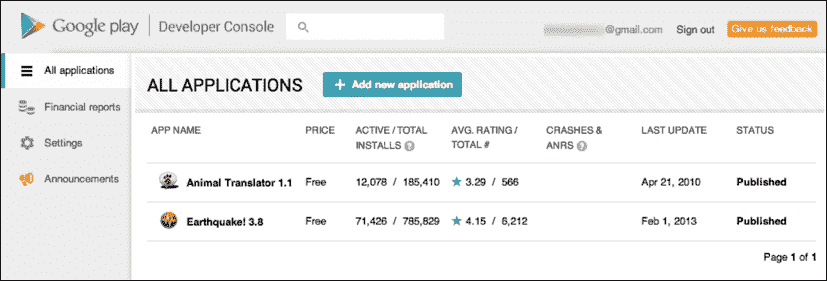 Google play Developer Console @gmail.com Sign out Give us feedback
All applications
Financial reports
Settings
Announcements
ALL APPLICATIONS + Add new application
APP NAME PRICE ACTIVE / TOTAL INSTALLS ? AVG. RATING / TOTAL # CRASHES & ANRS ? LAST UPDATE STATUS
Animal Translator 1.1 Free 12,078 / 185,410 ★ 3.29 / 566 Apr 21, 2010 Published
Earthquake! 3.8 Free 71,426 / 785,829 ★ 4.15 / 6,212 Feb 1, 2013 Published
Page 1 of 1